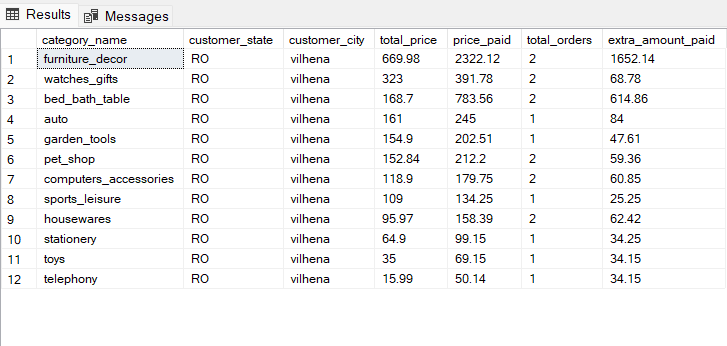 Results Messages
category_name customer_state customer_city total_price price_paid total_orders extra_amount_paid
1 furniture_decor RO vilhena 669.98 2322.12 2 1652.14
2 watches_gifts RO vilhena 323 391.78 2 68.78
3 bed_bath_table RO vilhena 168.7 783.56 2 614.86
4 auto RO vilhena 161 245 1 84
5 garden_tools RO vilhena 154.9 202.51 1 47.61
6 pet_shop RO vilhena 152.84 212.2 2 59.36
7 computers_accessories RO vilhena 118.9 179.75 2 60.85
8 sports_leisure RO vilhena 109 134.25 1 25.25
9 housewares RO vilhena 95.97 158.39 2 62.42
10 stationery RO vilhena 64.9 99.15 1 34.25
11 toys RO vilhena 35 69.15 1 34.15
12 telephony RO vilhena 15.99 50.14 1 34.15